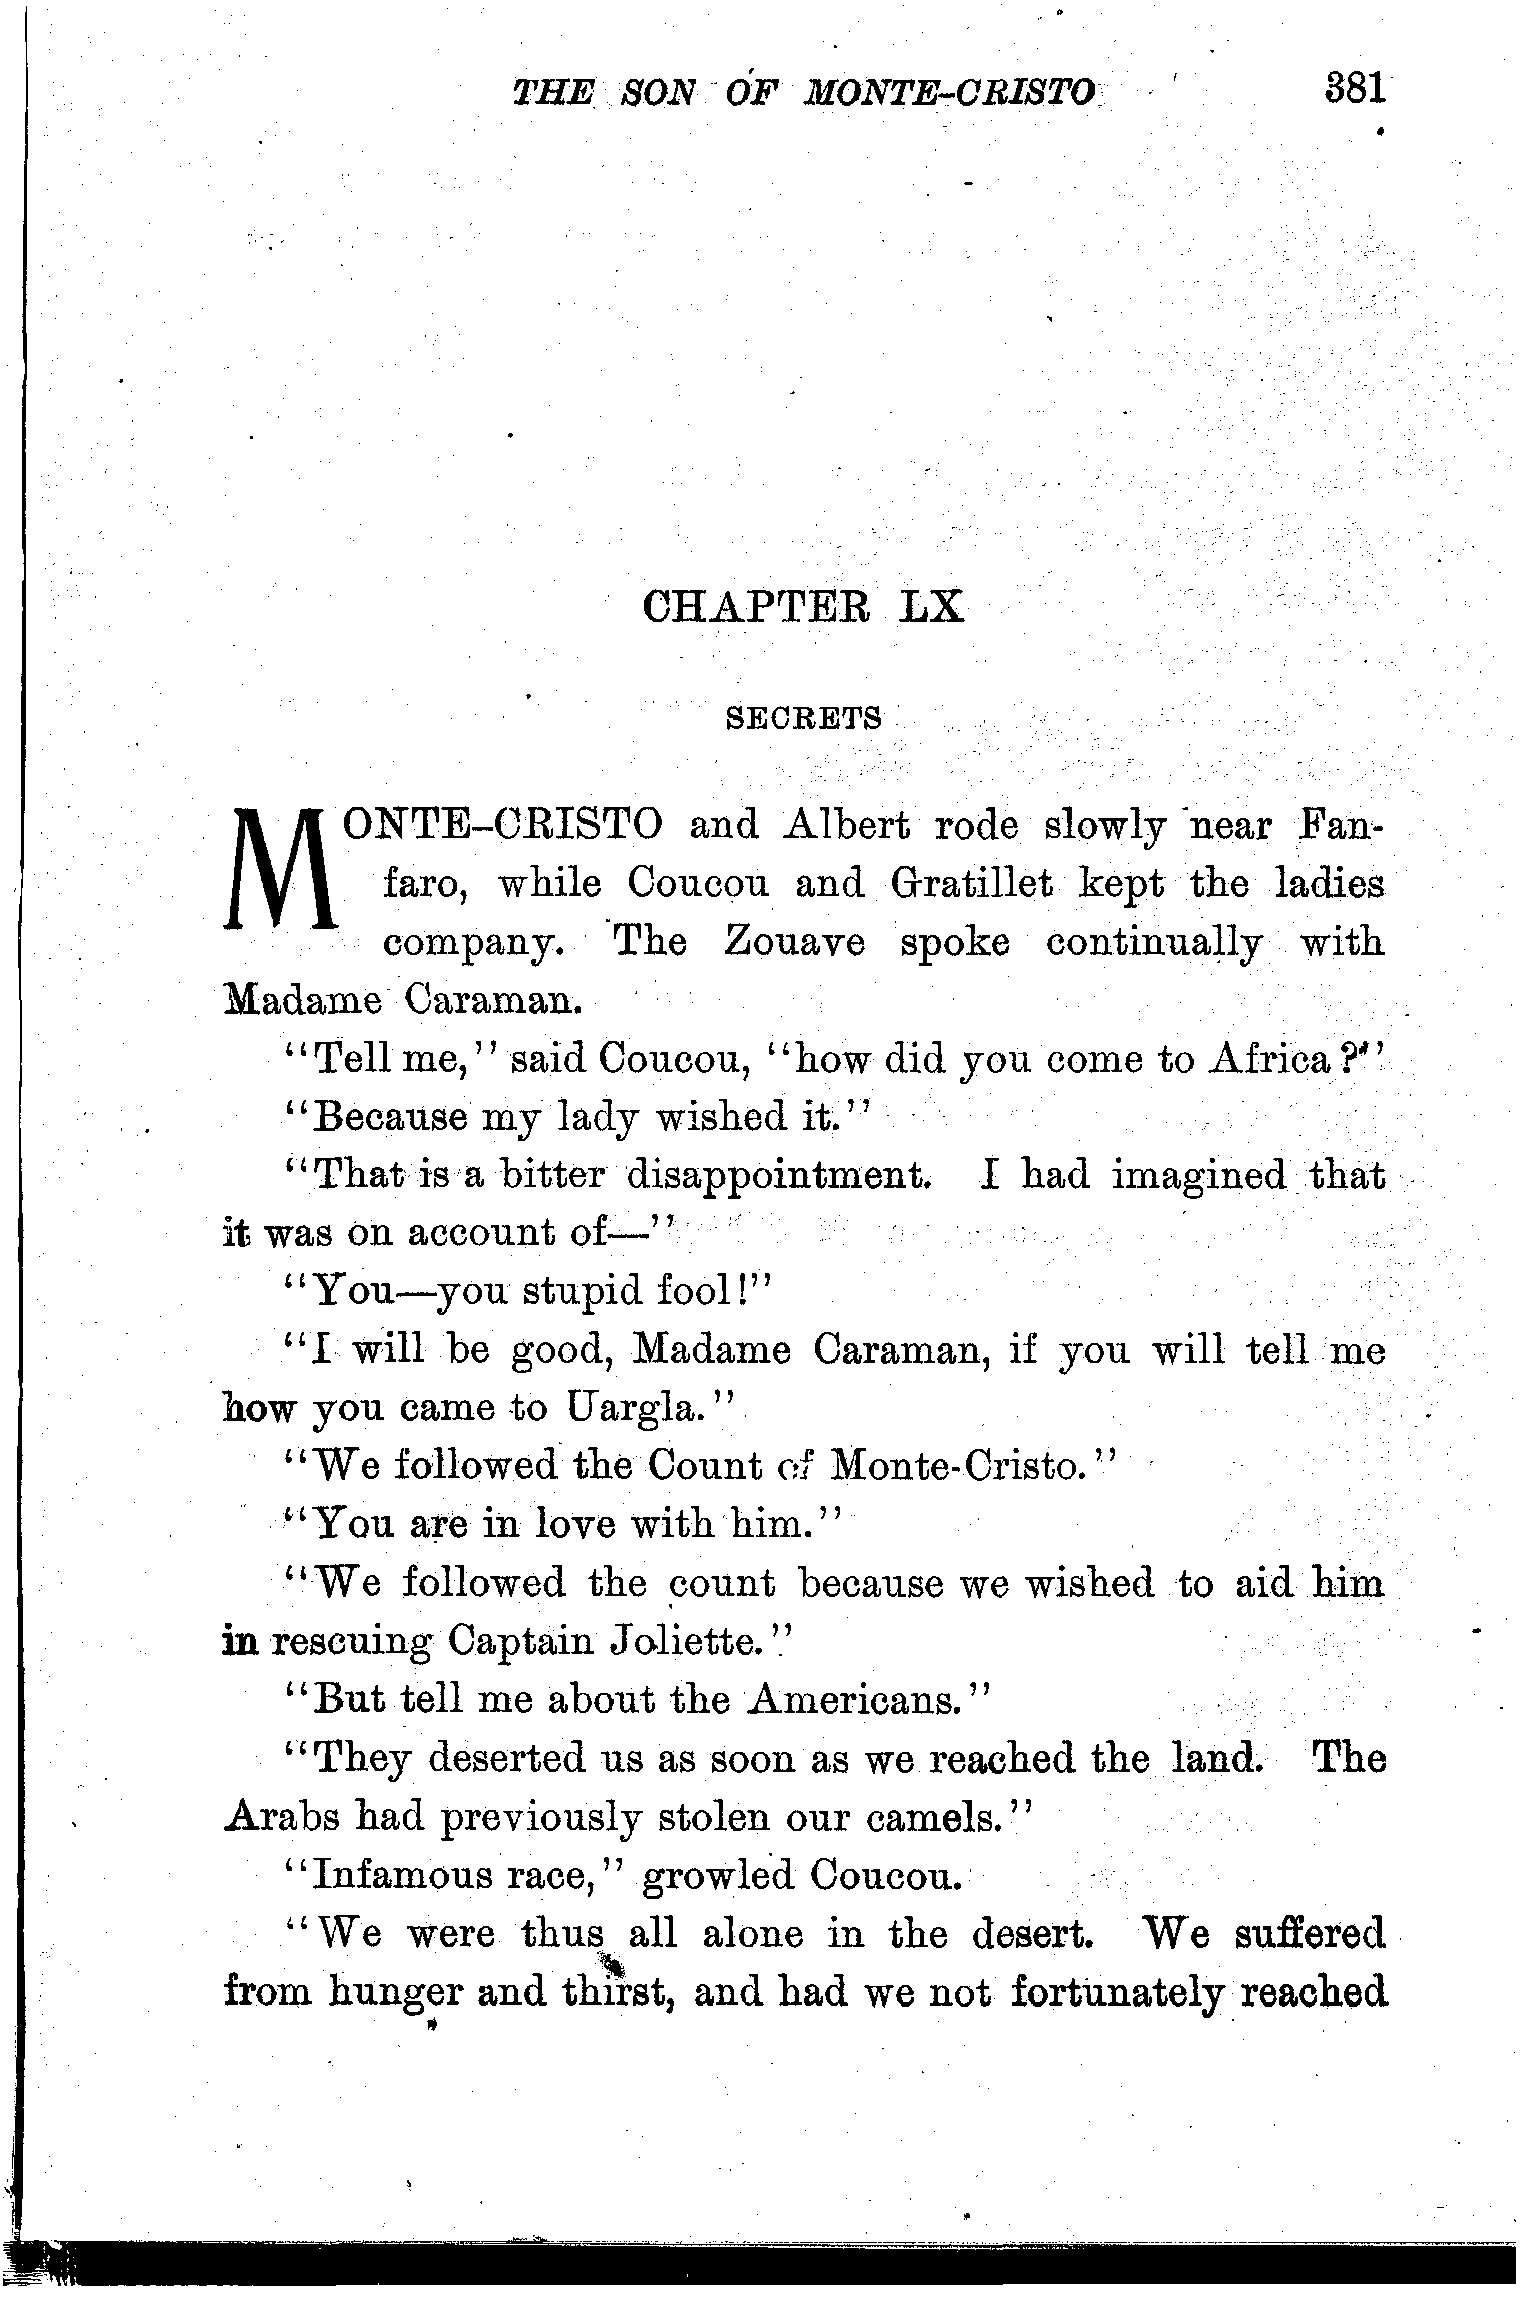 THE SON OF MONTE-CRISTO 381
CHAPTER LX
SECRETS
MONTE-CRISTO and Albert rode slowly near Fan-
faro, while Coucou and Gratillet kept the ladies
company. The Zouave spoke continually with
Madame Caraman.
"Tell me," said Coucou, "how did you come to Africa?"
"Because my lady wished it."
"That is a bitter disappointment. I had imagined that
it was on account of—"
"You—you stupid fool!"
"I will be good, Madame Caraman, if you will tell me
how you came to Uargla."
"We followed the Count of Monte-Cristo."
"You are in love with him."
"We followed the count because we wished to aid him
in rescuing Captain Joliette."
"But tell me about the Americans."
"They deserted us as soon as we reached the land. The
Arabs had previously stolen our camels."
"Infamous race," growled Coucou.
"We were thus all alone in the desert. We suffered
from hunger and thirst, and had we not fortunately reached